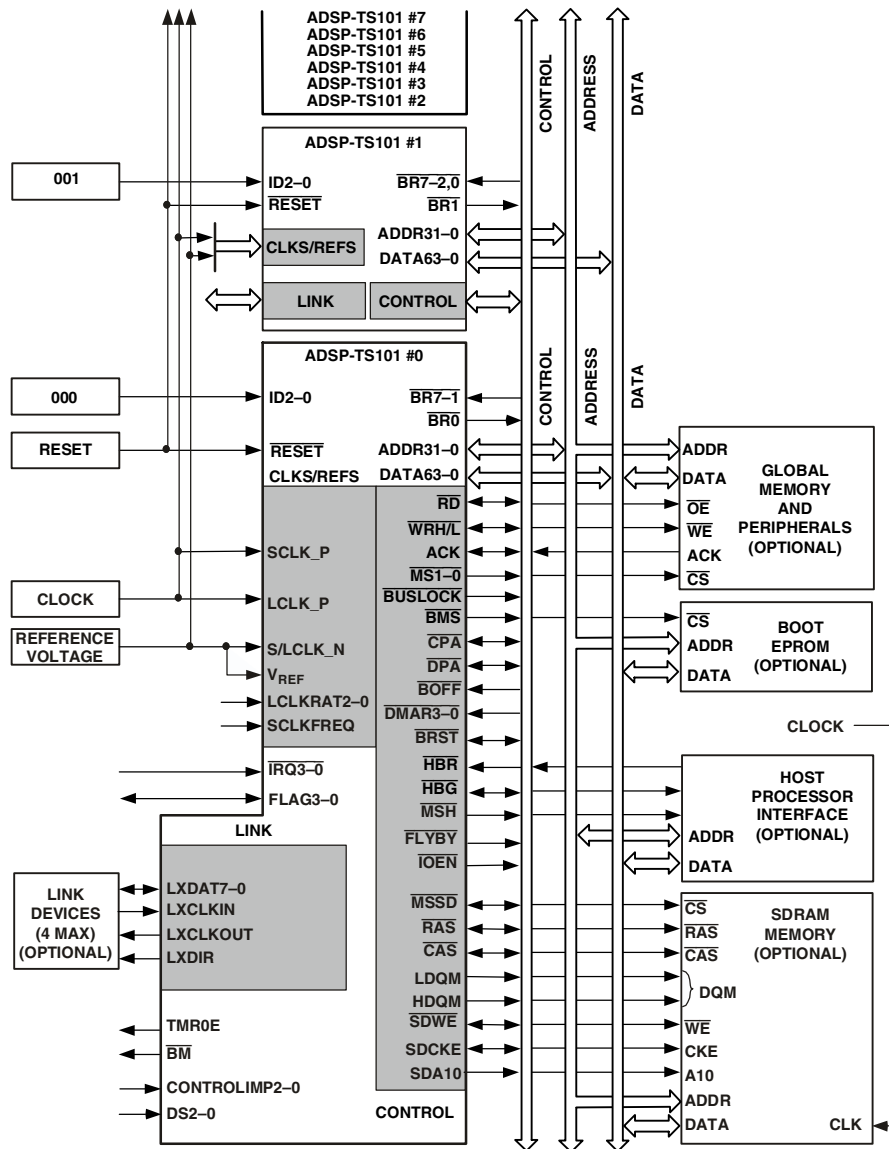 ADSP-TS101 #7
ADSP-TS101 #6
ADSP-TS101 #5
ADSP-TS101 #4
ADSP-TS101 #3
ADSP-TS101 #2
CONTROL
ADDRESS
DATA
ADSP-TS101 #1
001
ID2–0
BR7–2,0
RESET
BR1
ADDR31–0
CLKS/REFS
DATA63–0
LINK
CONTROL
ADSP-TS101 #0
CONTROL
ADDRESS
DATA
000
ID2–0
BR7–1
BR0
RESET
RESET
ADDR31–0
CLKS/REFS
DATA63–0
ADDR
DATA
GLOBAL
MEMORY
AND
PERIPHERALS
(OPTIONAL)
RD
OE
WRH/L
WE
SCLK_P
ACK
ACK
MS1–0
CS
CLOCK
LCLK_P
BUSLOCK
BMS
CS
REFERENCE
VOLTAGE
S/LCLK_N
CPA
ADDR
BOOT
EPROM
(OPTIONAL)
VREF
DPA
DATA
LCLKRAT2–0
BOFF
SCLKFREQ
DMAR3–0
CLOCK
BRST
IRQ3–0
HBR
FLAG3–0
HBG
HOST
PROCESSOR
INTERFACE
(OPTIONAL)
MSH
LINK
FLYBY
ADDR
IOEN
DATA
LINK
DEVICES
(4 MAX)
(OPTIONAL)
LXDAT7–0
LXCLKIN
LXCLKOUT
LXDIR
MSSD
CS
SDRAM
MEMORY
(OPTIONAL)
RAS
RAS
CAS
CAS
LDQM
DQM
HDQM
TMR0E
SDWE
WE
BM
SDCKE
CKE
SDA10
A10
CONTROLIMP2–0
ADDR
DS2–0
CONTROL
DATA
CLK